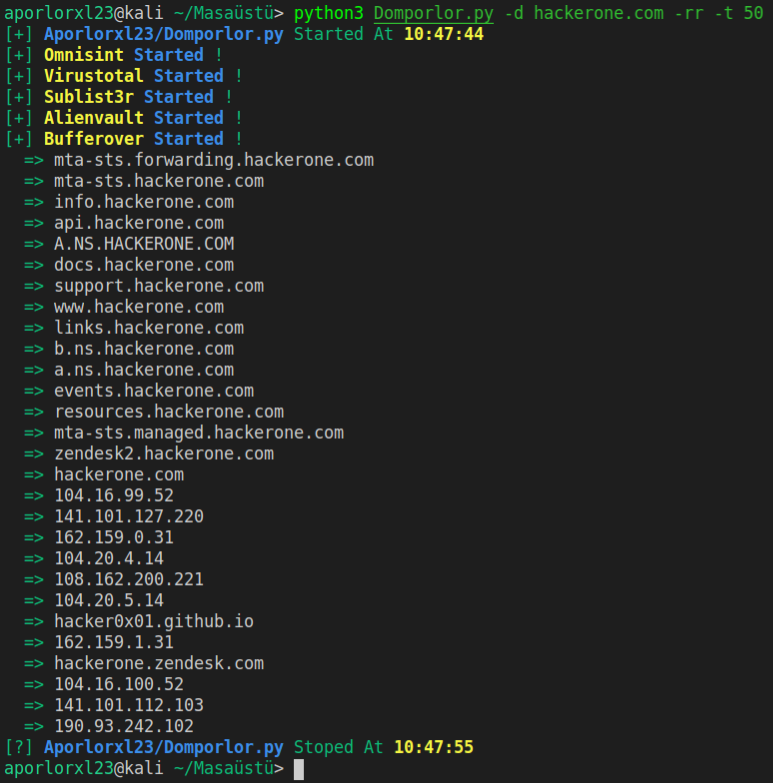 aporlorxl23@kali ~/Masaüstü> python3 Domporlor.py -d hackerone.com -rr -t 50
[+] Aporlorxl23/Domporlor.py Started At 10:47:44
[+] Omnisint Started !
[+] Virustotal Started !
[+] Sublist3r Started !
[+] Alienvault Started !
[+] Bufferover Started !
=> mta-sts.forwarding.hackerone.com
=> mta-sts.hackerone.com
=> info.hackerone.com
=> api.hackerone.com
=> A.NS.HACKERONE.COM
=> docs.hackerone.com
=> support.hackerone.com
=> www.hackerone.com
=> links.hackerone.com
=> b.ns.hackerone.com
=> a.ns.hackerone.com
=> events.hackerone.com
=> resources.hackerone.com
=> mta-sts.managed.hackerone.com
=> zendesk2.hackerone.com
=> hackerone.com
=> 104.16.99.52
=> 141.101.127.220
=> 162.159.0.31
=> 104.20.4.14
=> 108.162.200.221
=> 104.20.5.14
=> hacker0x01.github.io
=> 162.159.1.31
=> hackerone.zendesk.com
=> 104.16.100.52
=> 141.101.112.103
=> 190.93.242.102
[?] Aporlorxl23/Domporlor.py Stoped At 10:47:55
aporlorxl23@kali ~/Masaüstü>